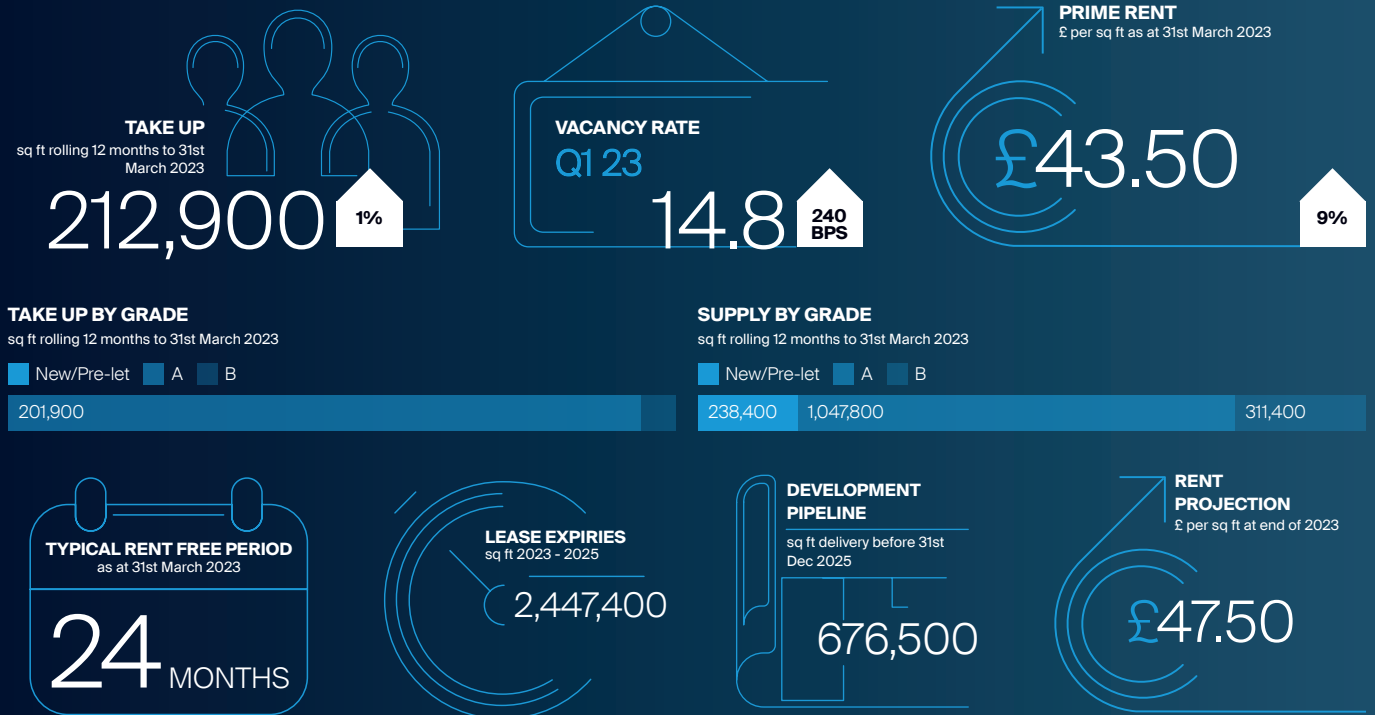 TAKE UP
sq ft rolling 12 months to 31st
March 2023
212,900
1%
VACANCY RATE
Q1 23
14.8
240
BPS
PRIME RENT
£ per sq ft as at 31st March 2023
£43.50
9%
TAKE UP BY GRADE
sq ft rolling 12 months to 31st March 2023
New/Pre-let A B
201,900
SUPPLY BY GRADE
sq ft rolling 12 months to 31st March 2023
New/Pre-let A B
238,400 1,047,800 311,400
TYPICAL RENT FREE PERIOD
as at 31st March 2023
24 MONTHS
LEASE EXPIRIES
sq ft 2023 - 2025
2,447,400
DEVELOPMENT
PIPELINE
sq ft delivery before 31st
Dec 2025
676,500
RENT
PROJECTION
£ per sq ft at end of 2023
£47.50